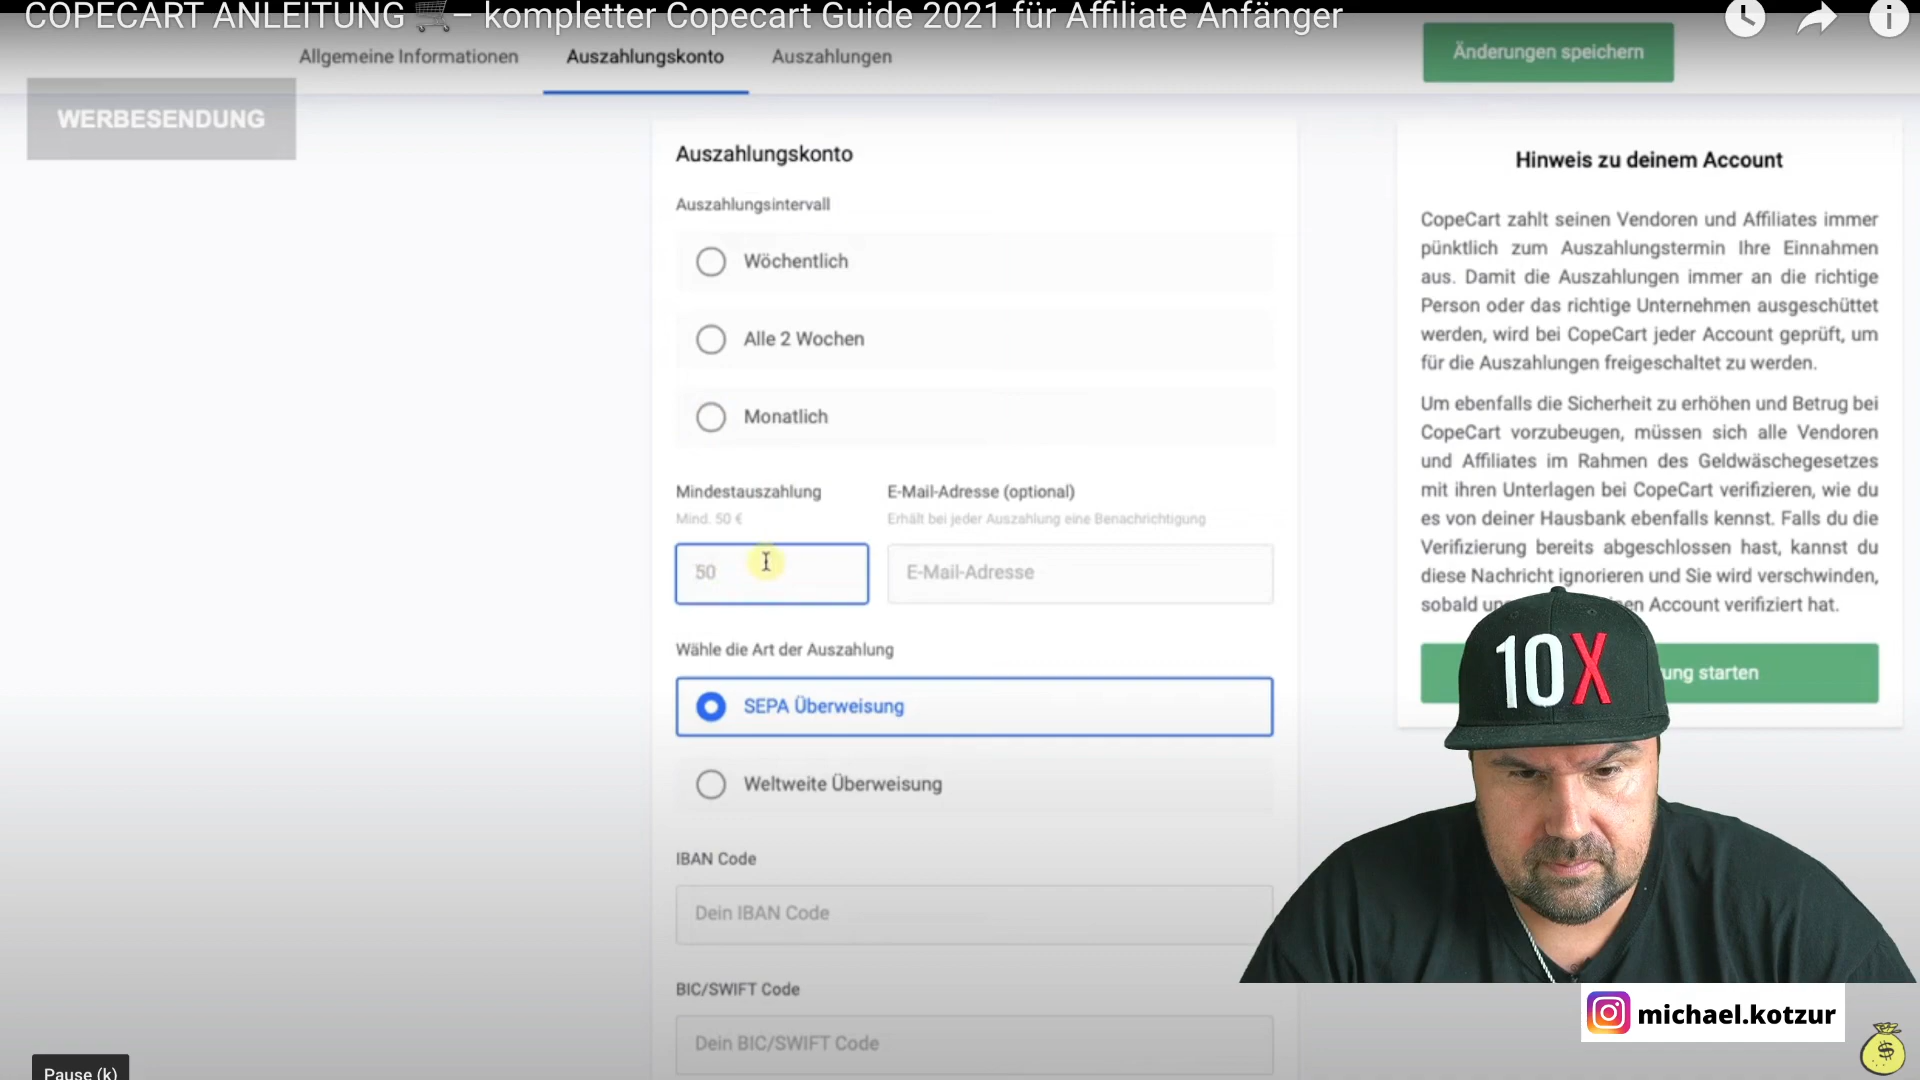 COPECART ANLEITUNG 🛒– kompletter Copecart Guide 2021 für Affiliate Anfänger
Allgemeine Informationen
Auszahlungskonto
Auszahlungen
Änderungen speichern
WERBESENDUNG
Auszahlungskonto
Auszahlungsintervall
Wöchentlich
Alle 2 Wochen
Monatlich
Mindestauszahlung
Mind. 50 €
50
E-Mail-Adresse (optional)
Erhält bei jeder Auszahlung eine Benachrichtigung
E-Mail-Adresse
Wähle die Art der Auszahlung
SEPA Überweisung
Weltweite Überweisung
IBAN Code
Dein IBAN Code
BIC/SWIFT Code
Dein BIC/SWIFT Code
Hinweis zu deinem Account
CopeCart zahlt seinen Vendoren und Affiliates immer
pünktlich zum Auszahlungstermin Ihre Einnahmen
aus. Damit die Auszahlungen immer an die richtige
Person oder das richtige Unternehmen ausgeschüttet
werden, wird bei CopeCart jeder Account geprüft, um
für die Auszahlungen freigeschaltet zu werden.
Um ebenfalls die Sicherheit zu erhöhen und Betrug bei
CopeCart vorzubeugen, müssen sich alle Vendoren
und Affiliates im Rahmen des Geldwäschegesetzes
mit ihren Unterlagen bei CopeCart verifizieren, wie du
es von deiner Hausbank ebenfalls kennst. Falls du die
Verifizierung bereits abgeschlossen hast, kannst du
diese Nachricht ignorieren und Sie wird verschwinden,
sobald Account verifiziert hat.
starten
10X
michael.kotzur
$
Pause (k)